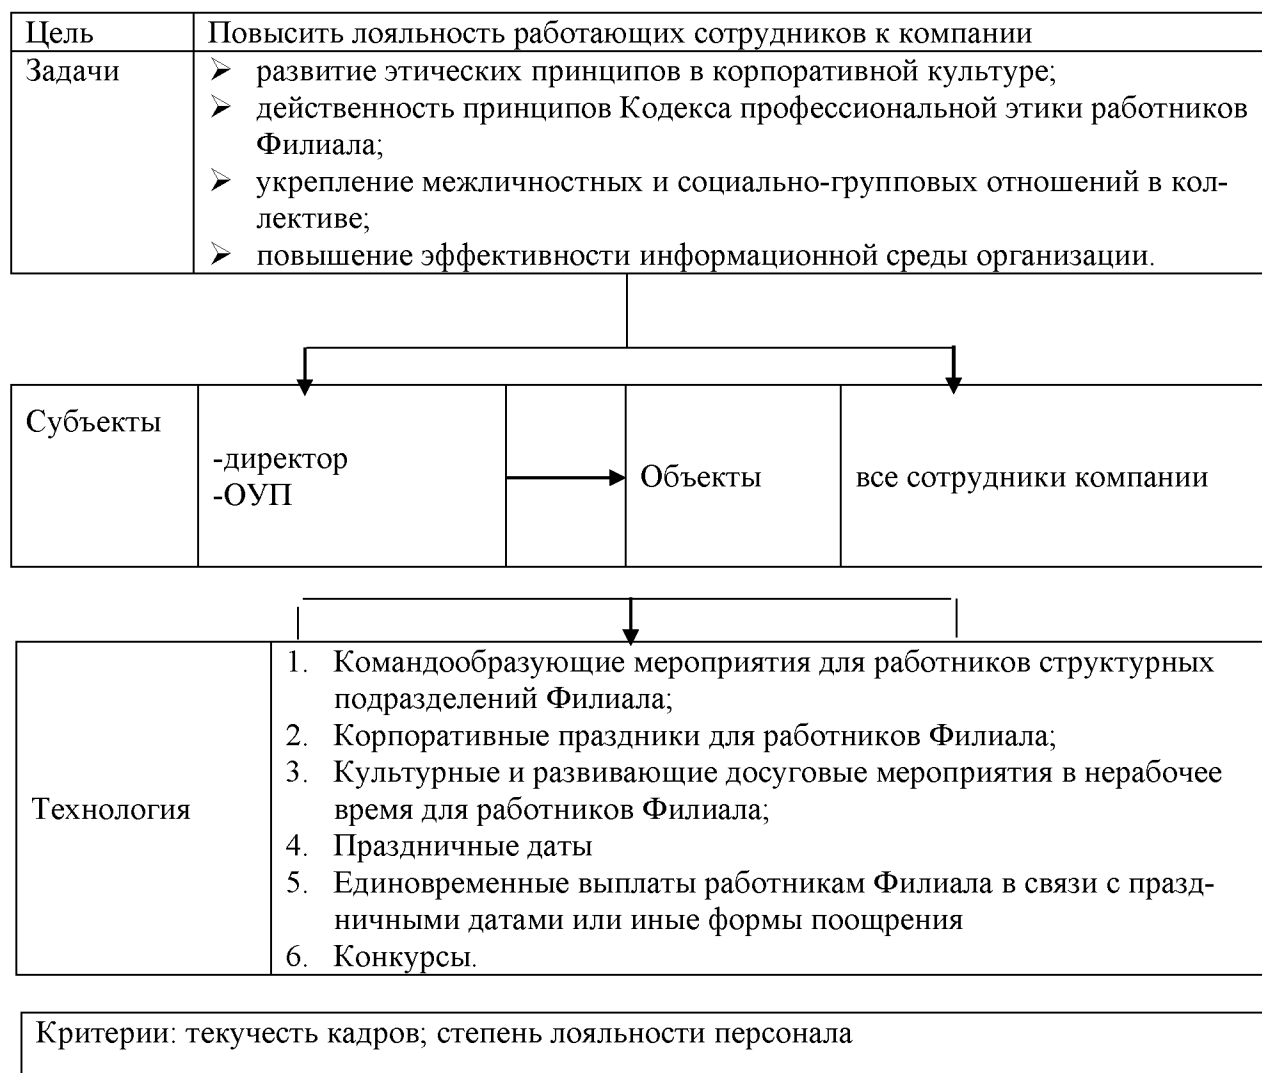 Цель Повысить лояльность работающих сотрудников к компании
Задачи ➢ развитие этических принципов в корпоративной культуре;
➢ действенность принципов Кодекса профессиональной этики работников
Филиала;
➢ укрепление межличностных и социально-групповых отношений в кол-
лективе;
➢ повышение эффективности информационной среды организации.
Субъекты
-директор
-ОУП
Объекты
все сотрудники компании
Технология
1. Командообразующие мероприятия для работников структурных
подразделений Филиала;
2. Корпоративные праздники для работников Филиала;
3. Культурные и развивающие досуговые мероприятия в нерабочее
время для работников Филиала;
4. Праздничные даты
5. Единовременные выплаты работникам Филиала в связи с празд-
ничными датами или иные формы поощрения
6. Конкурсы.
Критерии: текучесть кадров; степень лояльности персонала